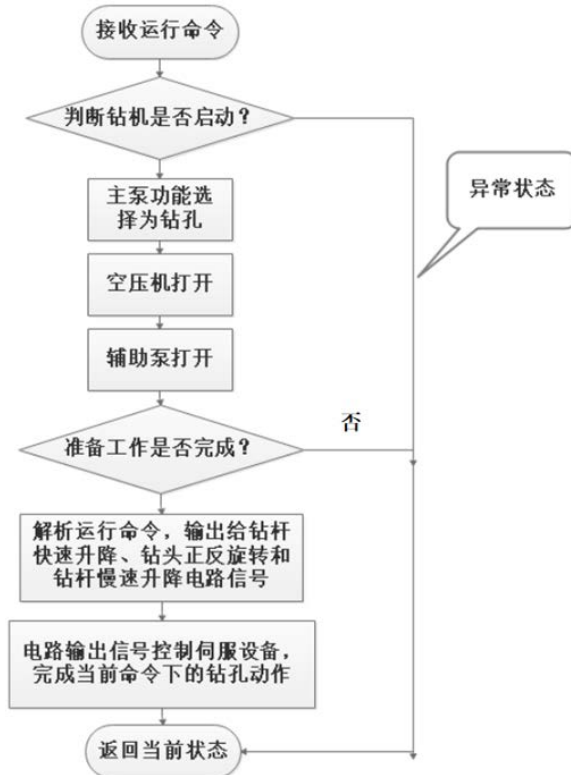 接收运行命令
判断钻机是否启动？
主泵功能选
择为钻孔
异常状态
空压机打开
辅助泵打开
否
准备工作是否完成？
解析运行命令，输出给钻杆
快速升降、钻头正反旋转和
钻杆慢速升降电路信号
电路输出信号控制伺服设备，
完成当前命令下的钻孔动作
返回当前状态